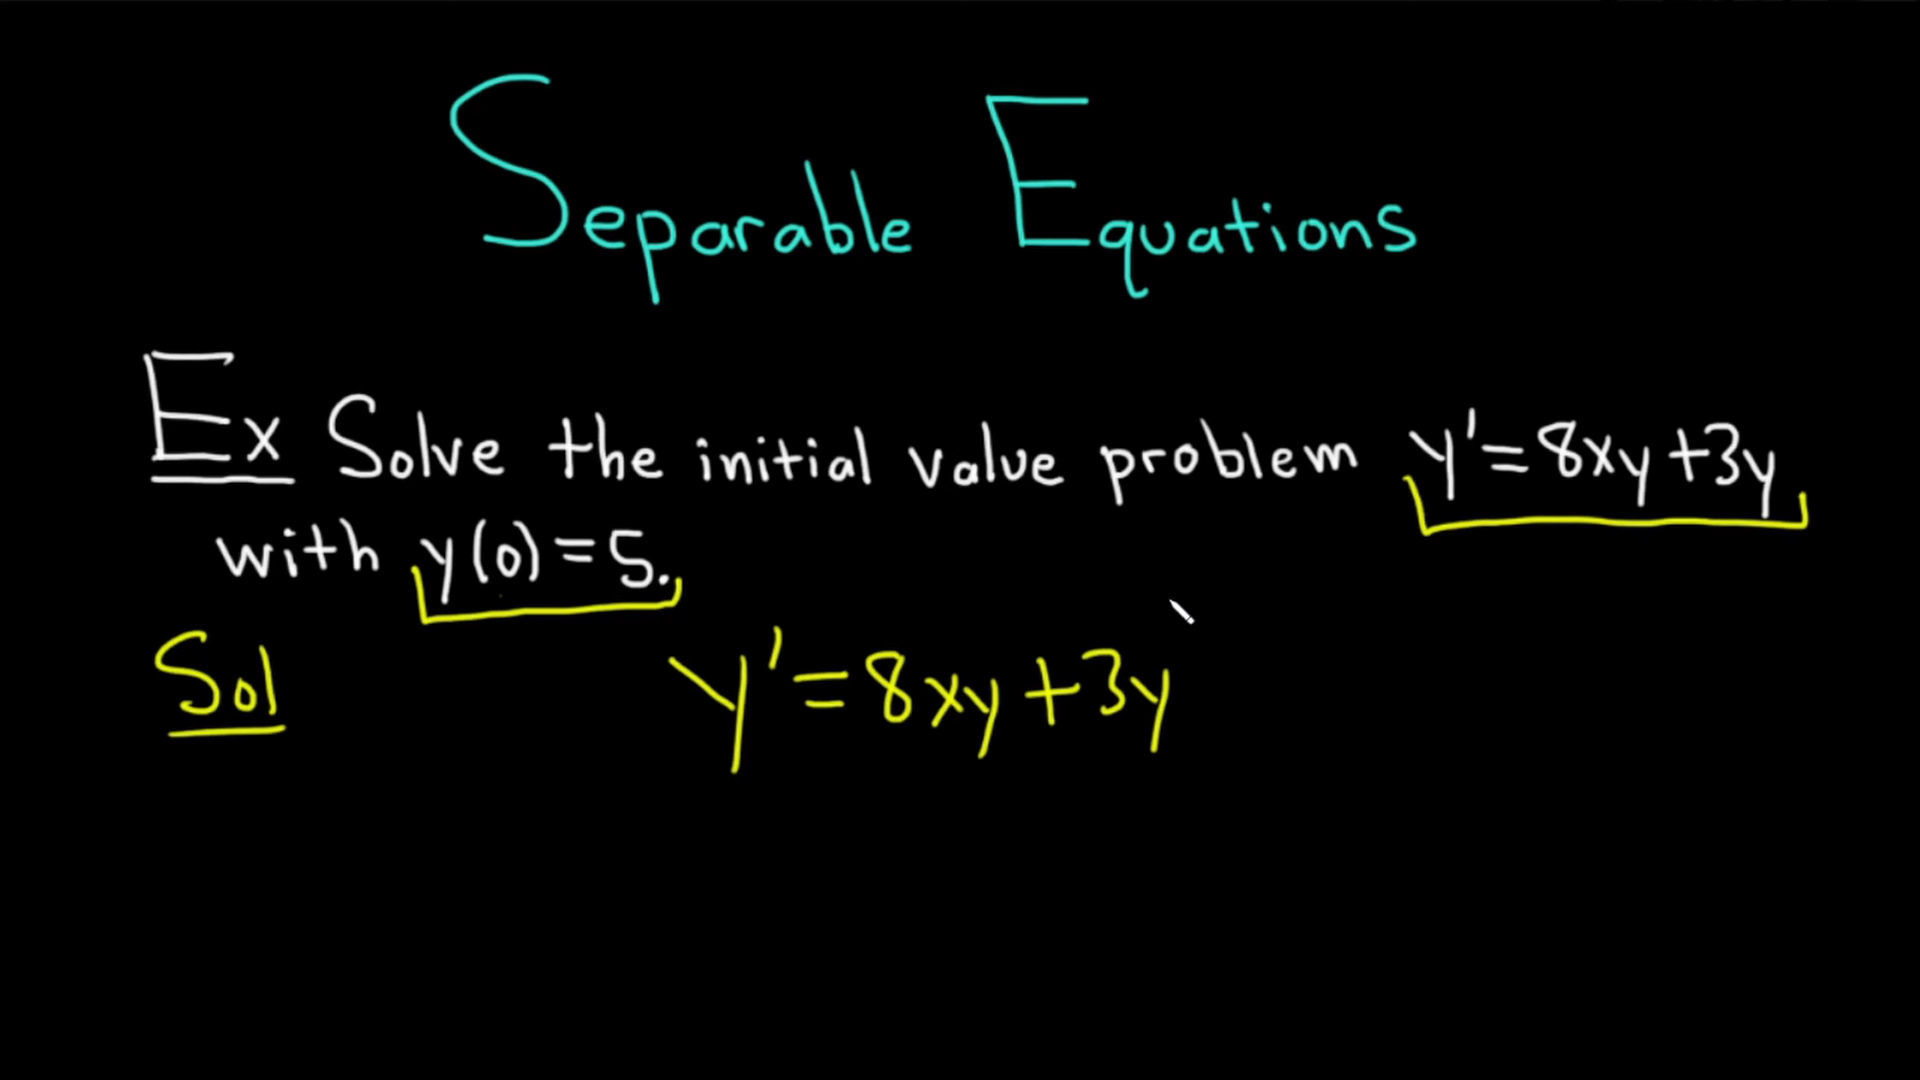 Separable Equations
Ex Solve the initial value problem y'=8xy+3y
with y(0)=5.
Sol y'=8xy+3y